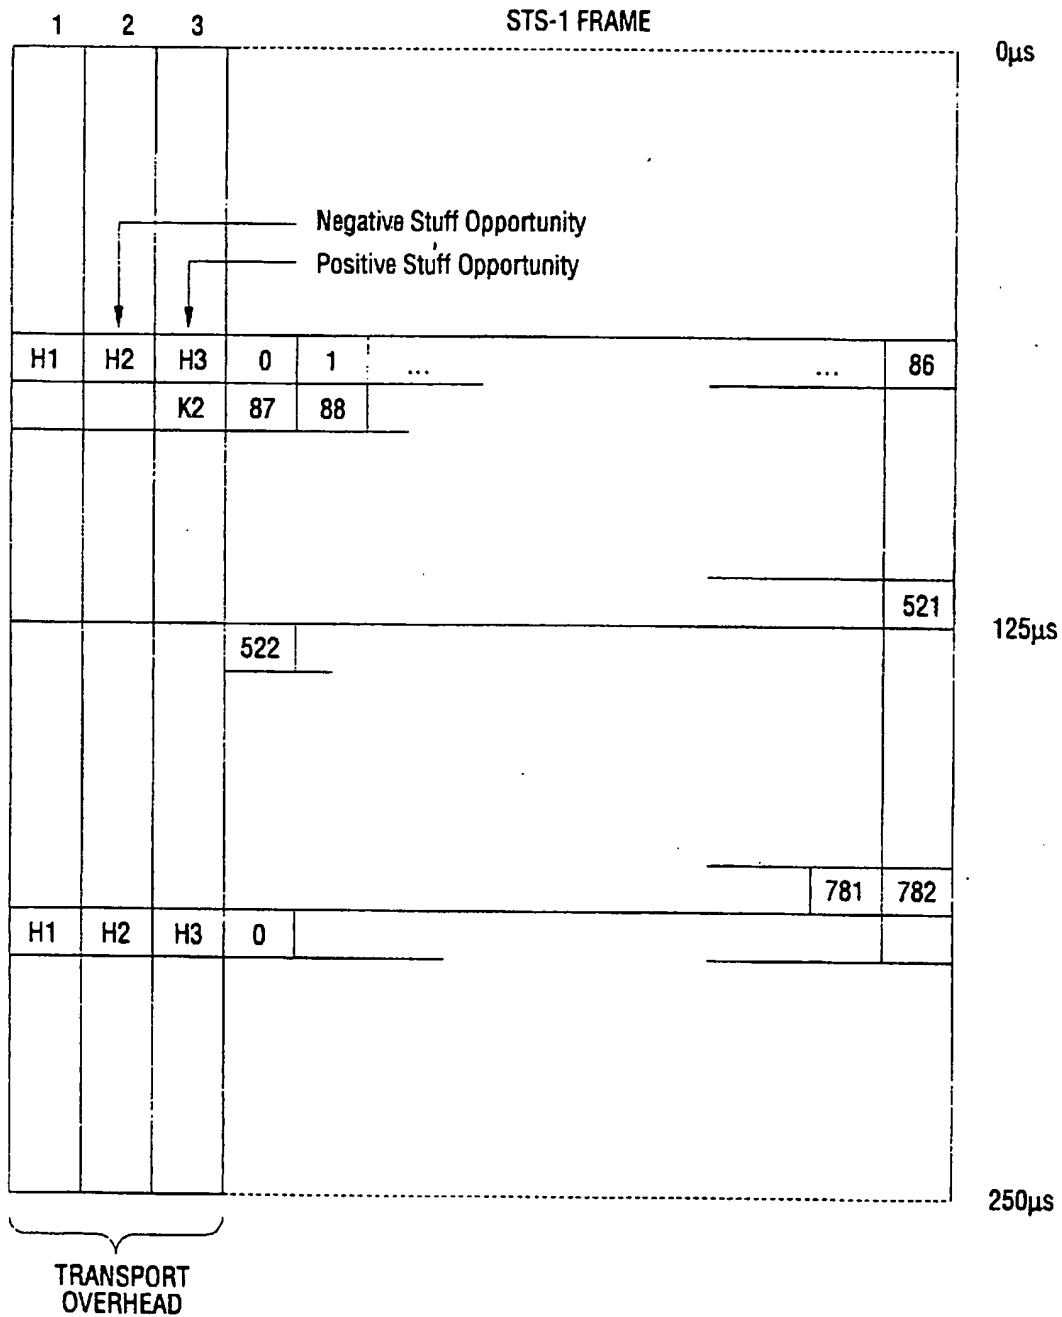 STS-1 FRAME
1 2 3
0µs
Negative Stuff Opportunity
Positive Stuff Opportunity
H1 H2 H3 0 1 ... ... 86
K2 87 88
521
125µs
522
781 782
H1 H2 H3 0
250µs
TRANSPORT
OVERHEAD